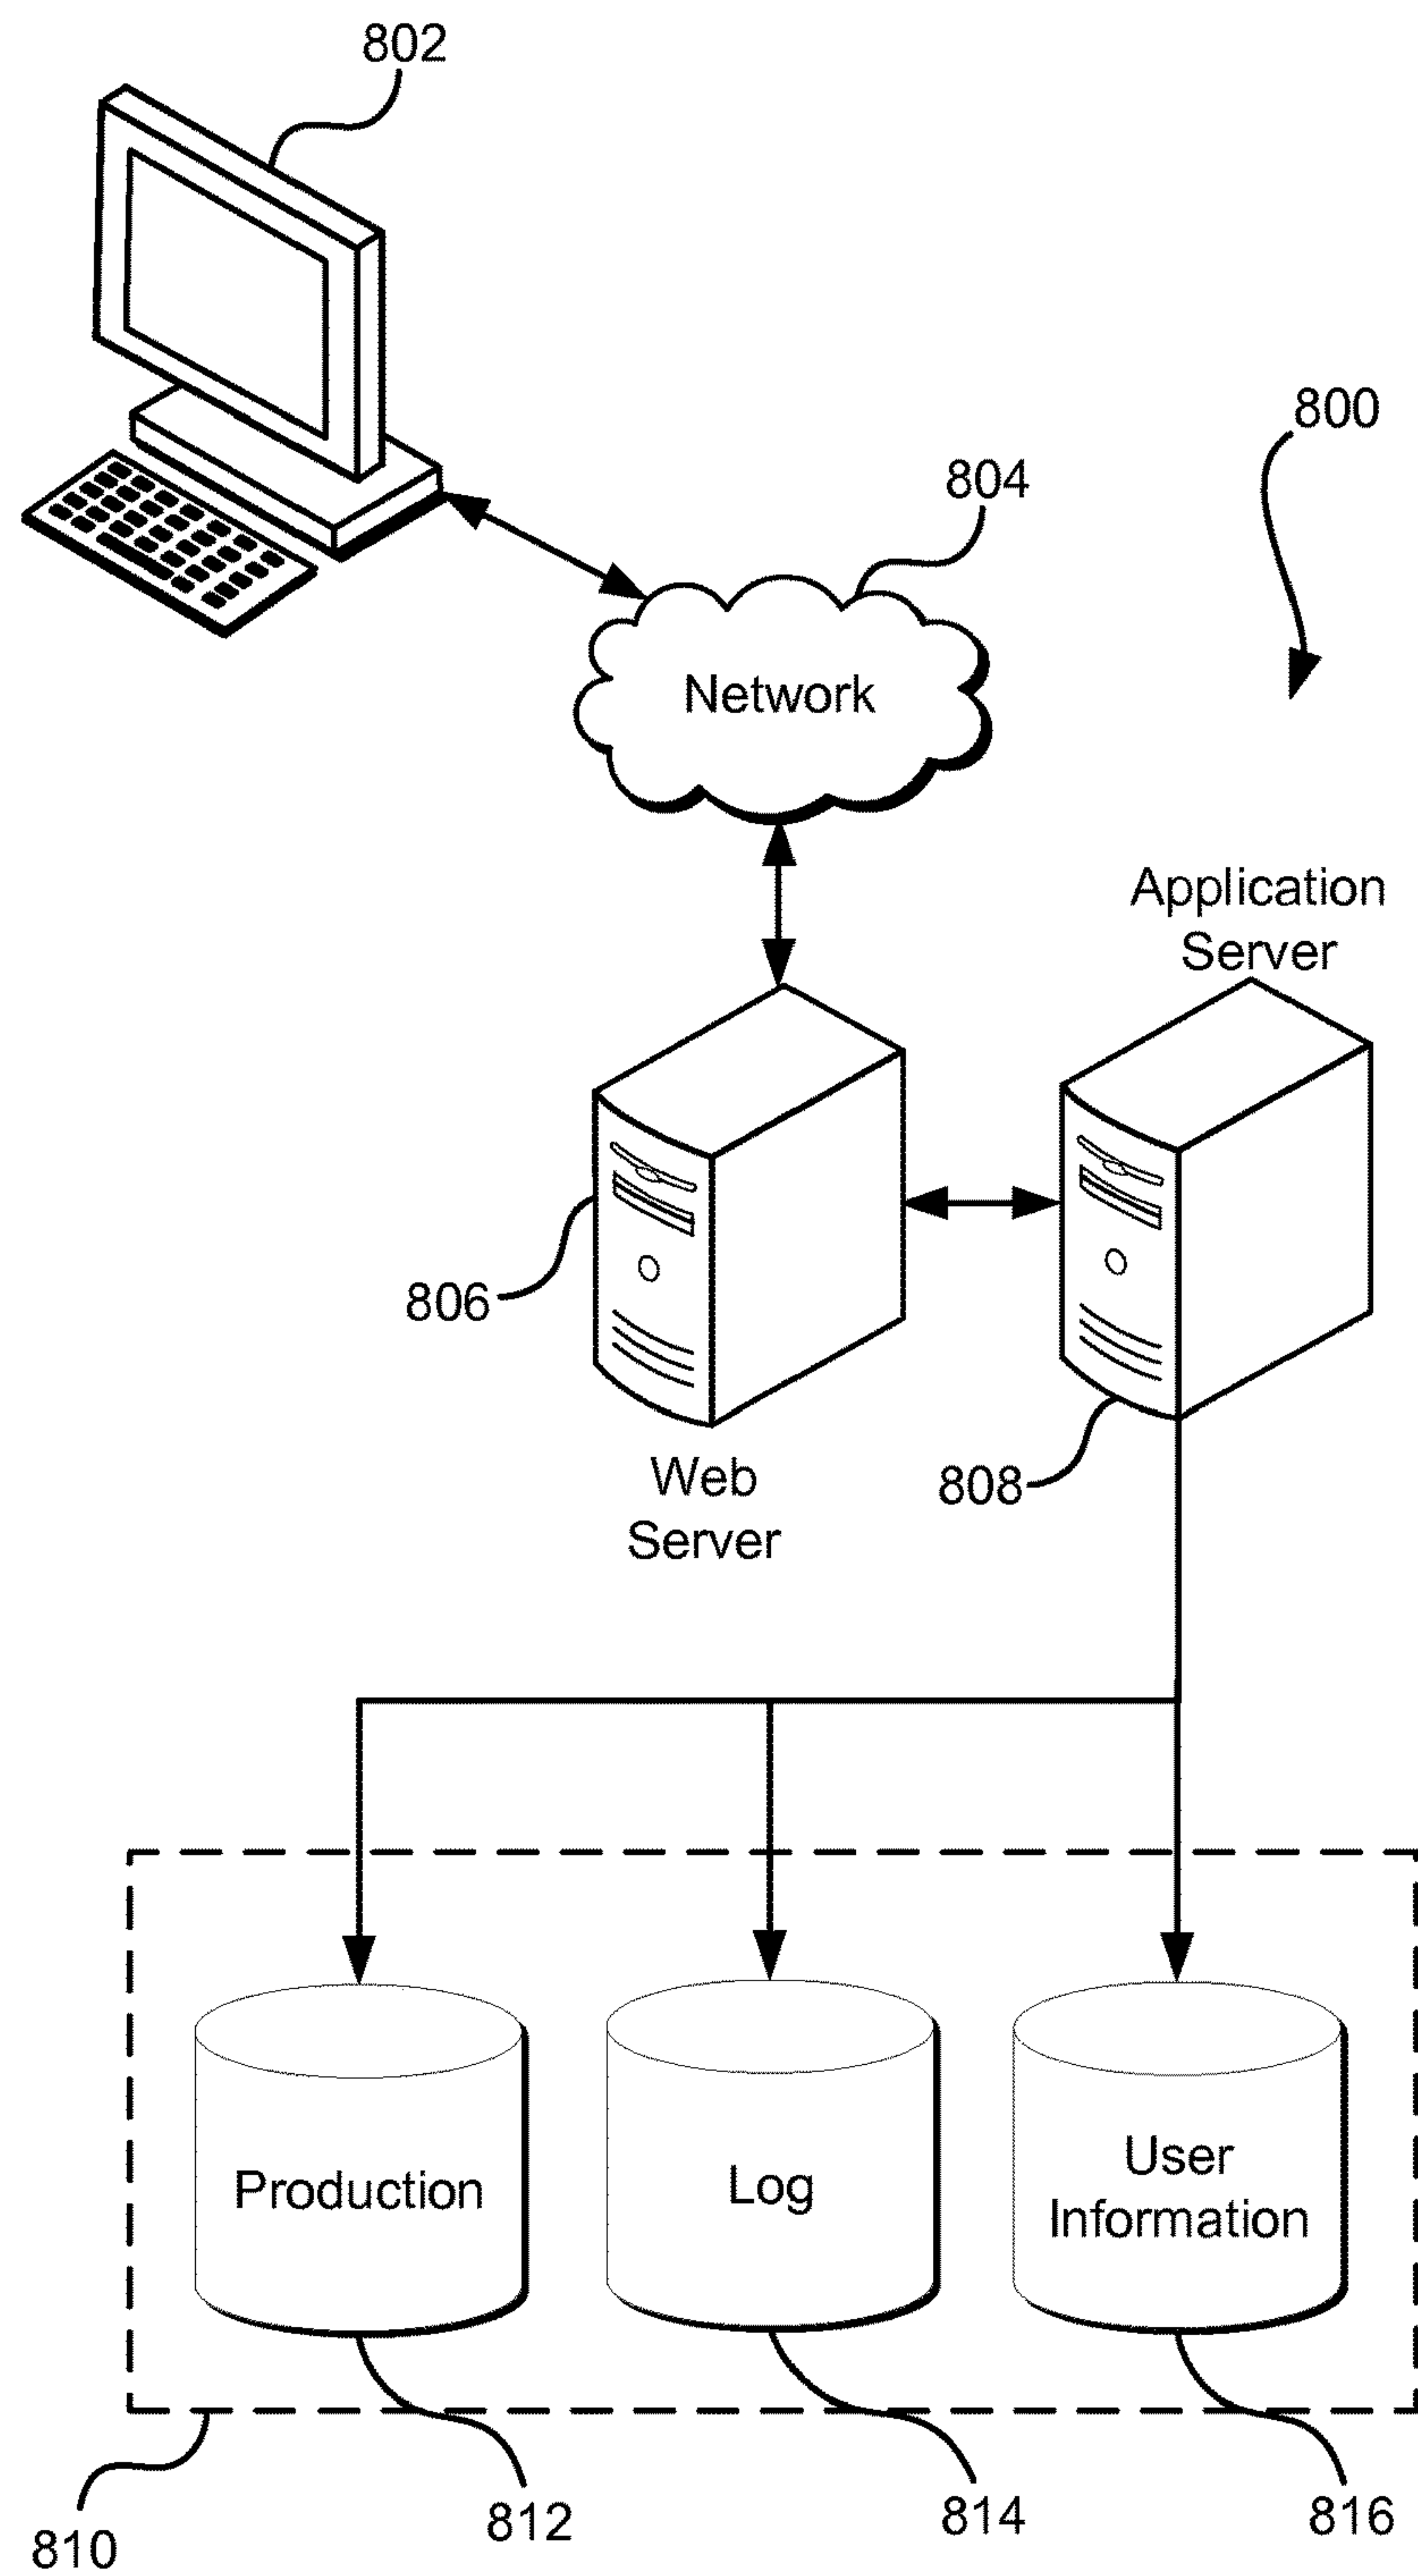 802
800
804
Network
Application
Server
806
808
Web
Server
Production
Log
User
Information
810
812
814
816